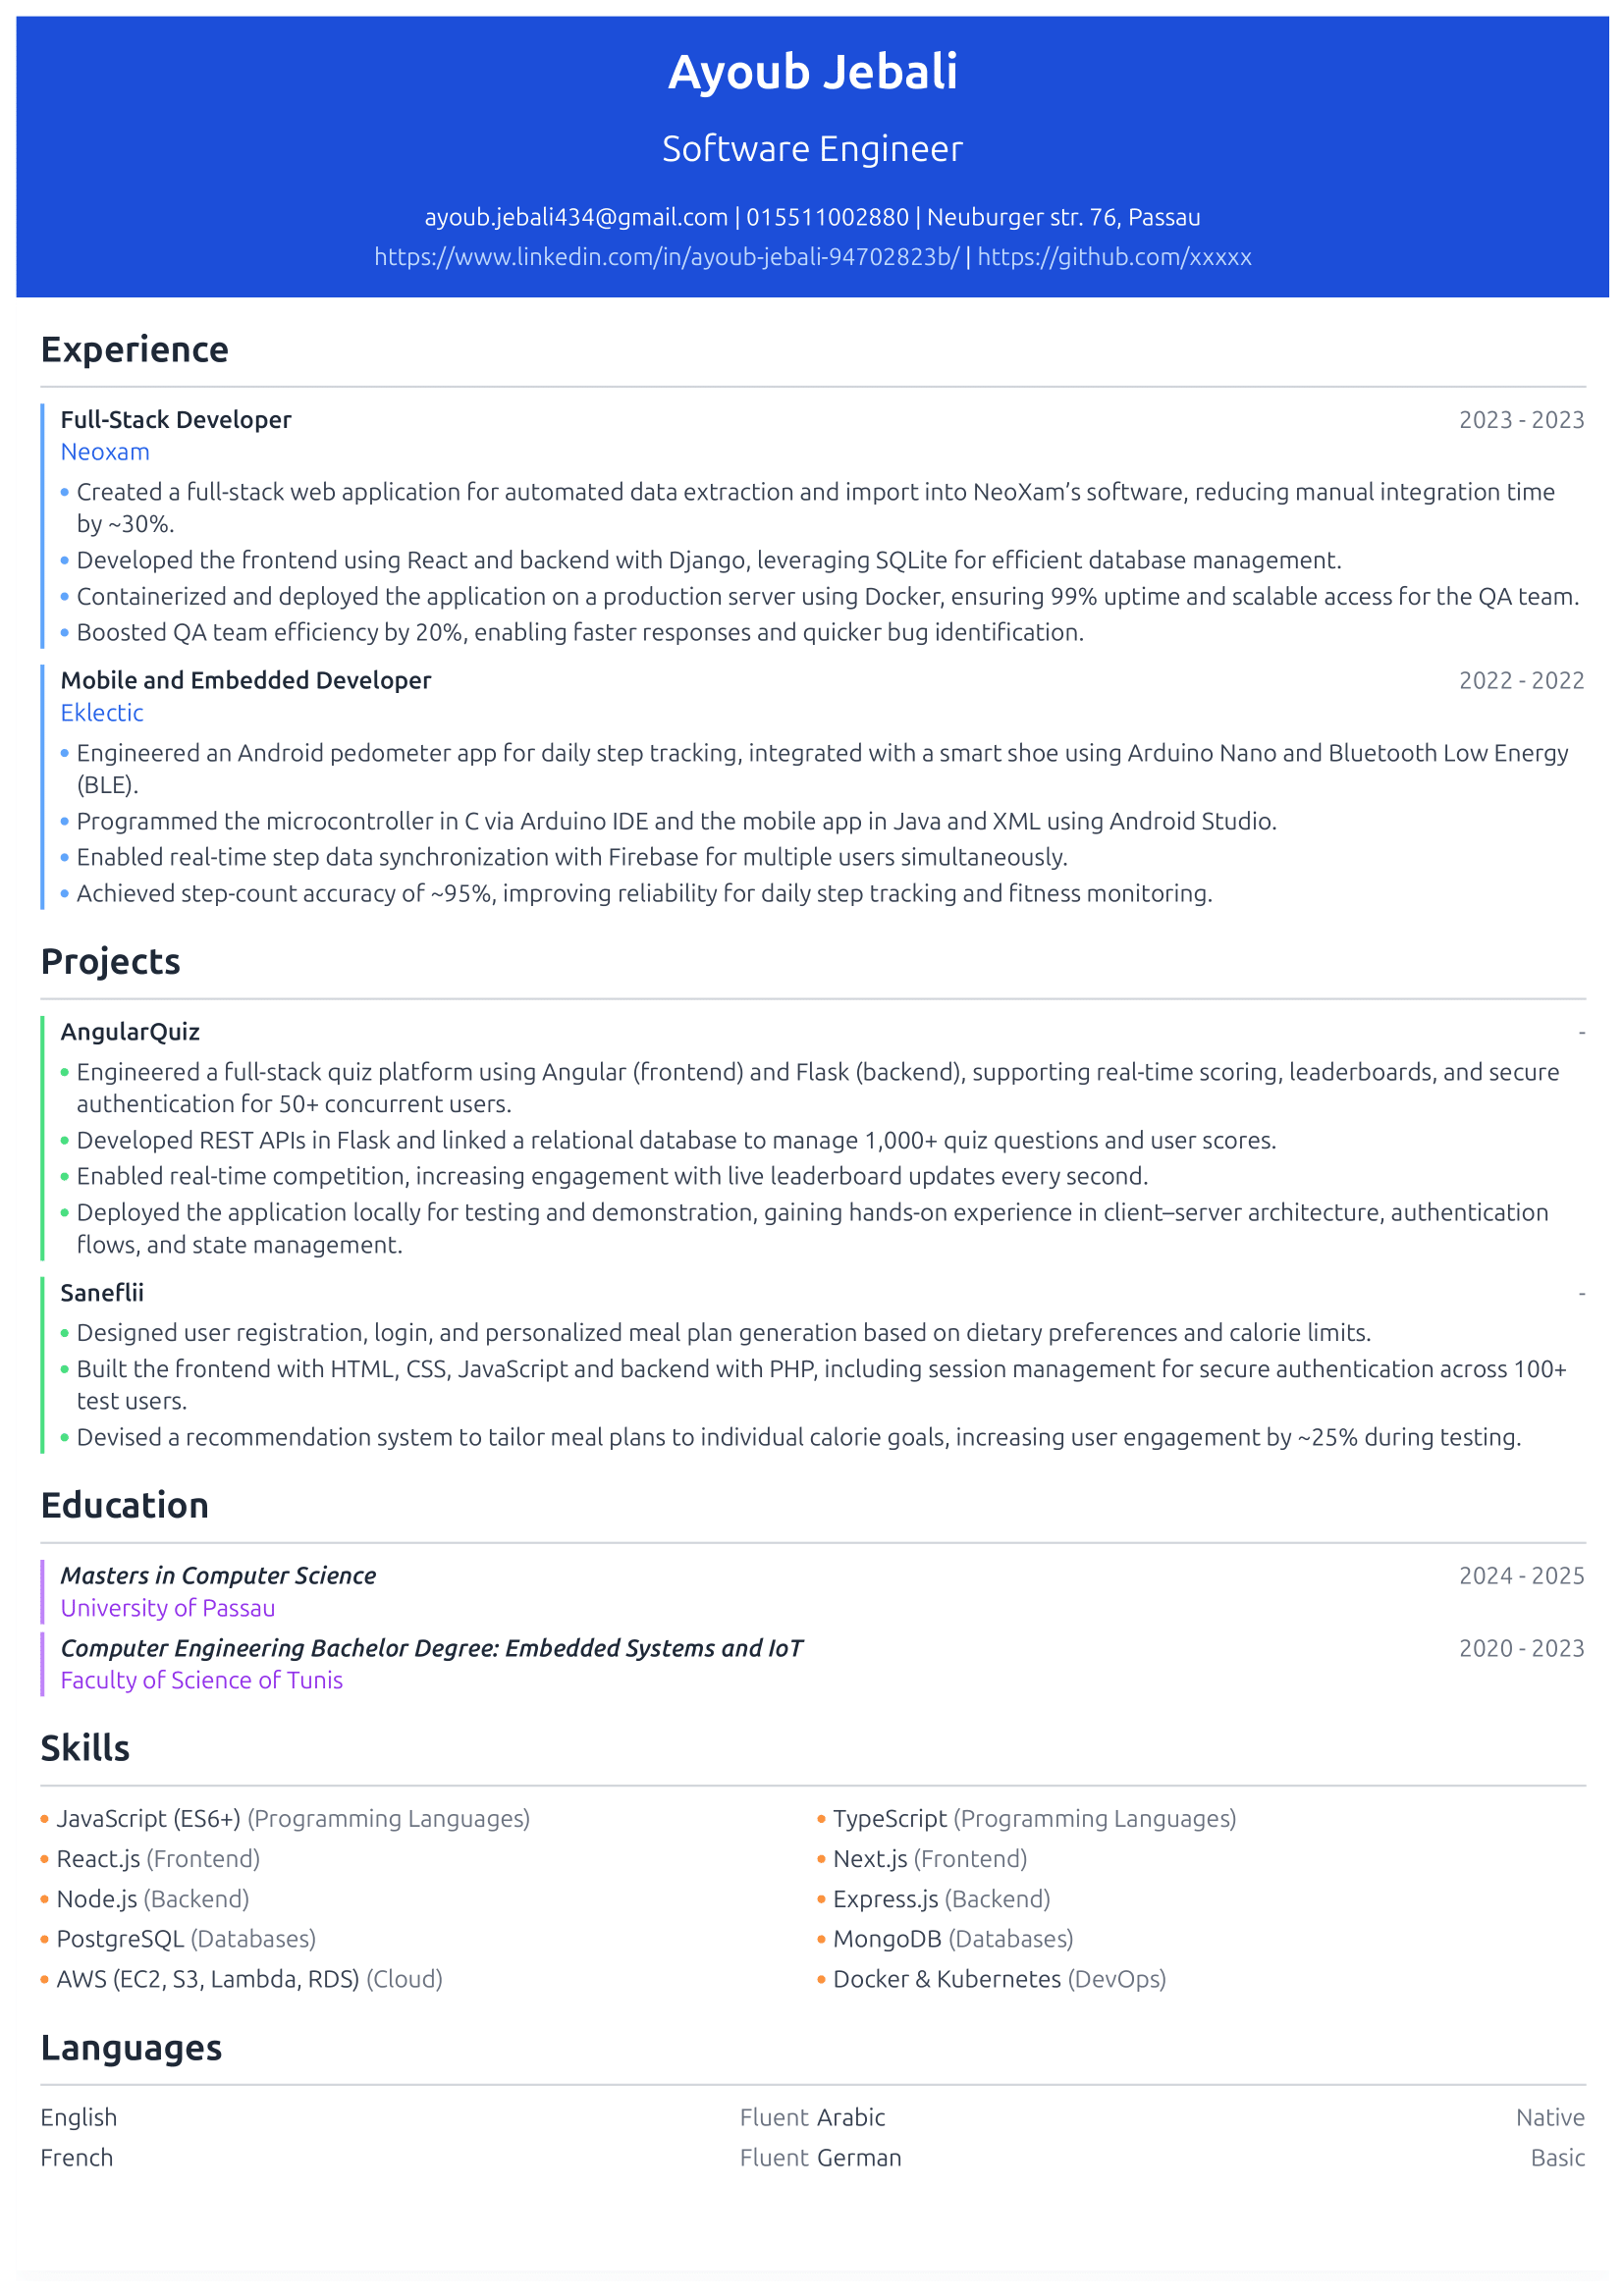 Ayoub Jebali
Software Engineer
ayoub.jebali434@gmail.com | 015511002880 | Neuburger str. 76, Passau
https://www.linkedin.com/in/ayoub-jebali-94702823b/ | https://github.com/xxxxx
Experience
Full-Stack Developer 2023 - 2023
Neoxam
• Created a full-stack web application for automated data extraction and import into NeoXam’s software, reducing manual integration time
by ~30%.
• Developed the frontend using React and backend with Django, leveraging SQLite for efficient database management.
• Containerized and deployed the application on a production server using Docker, ensuring 99% uptime and scalable access for the QA team.
• Boosted QA team efficiency by 20%, enabling faster responses and quicker bug identification.
Mobile and Embedded Developer 2022 - 2022
Eklectic
• Engineered an Android pedometer app for daily step tracking, integrated with a smart shoe using Arduino Nano and Bluetooth Low Energy
(BLE).
• Programmed the microcontroller in C via Arduino IDE and the mobile app in Java and XML using Android Studio.
• Enabled real-time step data synchronization with Firebase for multiple users simultaneously.
• Achieved step-count accuracy of ~95%, improving reliability for daily step tracking and fitness monitoring.
Projects
AngularQuiz -
• Engineered a full-stack quiz platform using Angular (frontend) and Flask (backend), supporting real-time scoring, leaderboards, and secure
authentication for 50+ concurrent users.
• Developed REST APIs in Flask and linked a relational database to manage 1,000+ quiz questions and user scores.
• Enabled real-time competition, increasing engagement with live leaderboard updates every second.
• Deployed the application locally for testing and demonstration, gaining hands-on experience in client–server architecture, authentication
flows, and state management.
Saneflii -
• Designed user registration, login, and personalized meal plan generation based on dietary preferences and calorie limits.
• Built the frontend with HTML, CSS, JavaScript and backend with PHP, including session management for secure authentication across 100+
test users.
• Devised a recommendation system to tailor meal plans to individual calorie goals, increasing user engagement by ~25% during testing.
Education
Masters in Computer Science 2024 - 2025
University of Passau
Computer Engineering Bachelor Degree: Embedded Systems and IoT 2020 - 2023
Faculty of Science of Tunis
Skills
• JavaScript (ES6+) (Programming Languages) • TypeScript (Programming Languages)
• React.js (Frontend) • Next.js (Frontend)
• Node.js (Backend) • Express.js (Backend)
• PostgreSQL (Databases) • MongoDB (Databases)
• AWS (EC2, S3, Lambda, RDS) (Cloud) • Docker & Kubernetes (DevOps)
Languages
English Fluent Arabic Native
French Fluent German Basic